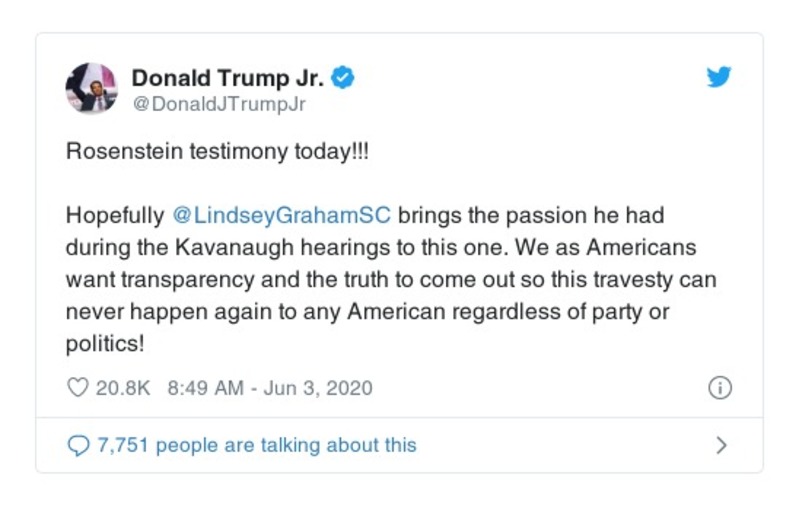 Donald Trump Jr.
@DonaldJTrumpJr
Rosenstein testimony today!!!
Hopefully @LindseyGrahamSC brings the passion he had
during the Kavanaugh hearings to this one. We as Americans
want transparency and the truth to come out so this travesty can
never happen again to any American regardless of party or
politics!
20.8K 8:49 AM - Jun 3, 2020
7,751 people are talking about this